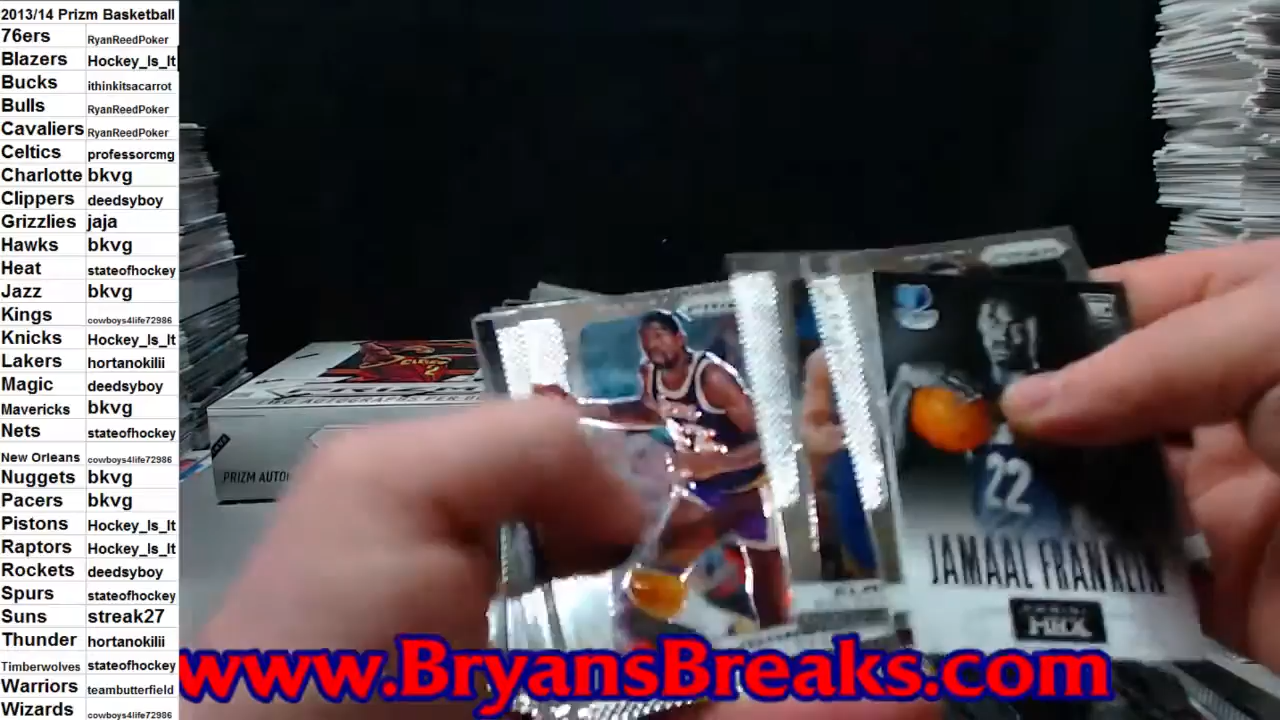 2013/14 Prizm Basketball
76ers RyanReedPoker
Blazers Hockey_Is_It
Bucks ithinkitsacarrot
Bulls RyanReedPoker
Cavaliers RyanReedPoker
Celtics professorcmg
Charlotte bkvg
Clippers deedsyboy
Grizzlies jaja
Hawks bkvg
Heat stateofhockey
Jazz bkvg
Kings cowboys4life72986
Knicks Hockey_Is_It
Lakers hortanokilii
Magic deedsyboy
Mavericks bkvg
Nets stateofhockey
New Orleans cowboys4life72986
Nuggets bkvg
Pacers bkvg
Pistons Hockey_Is_It
Raptors Hockey_Is_It
Rockets deedsyboy
Spurs stateofhockey
Suns streak27
Thunder hortanokilii
Timberwolves stateofhockey
Warriors teambutterfield
Wizards cowboys4life72986
PRIZM AUTO
22
JAMAAL FRANKLIN
PANINI
www.BryansBreaks.com